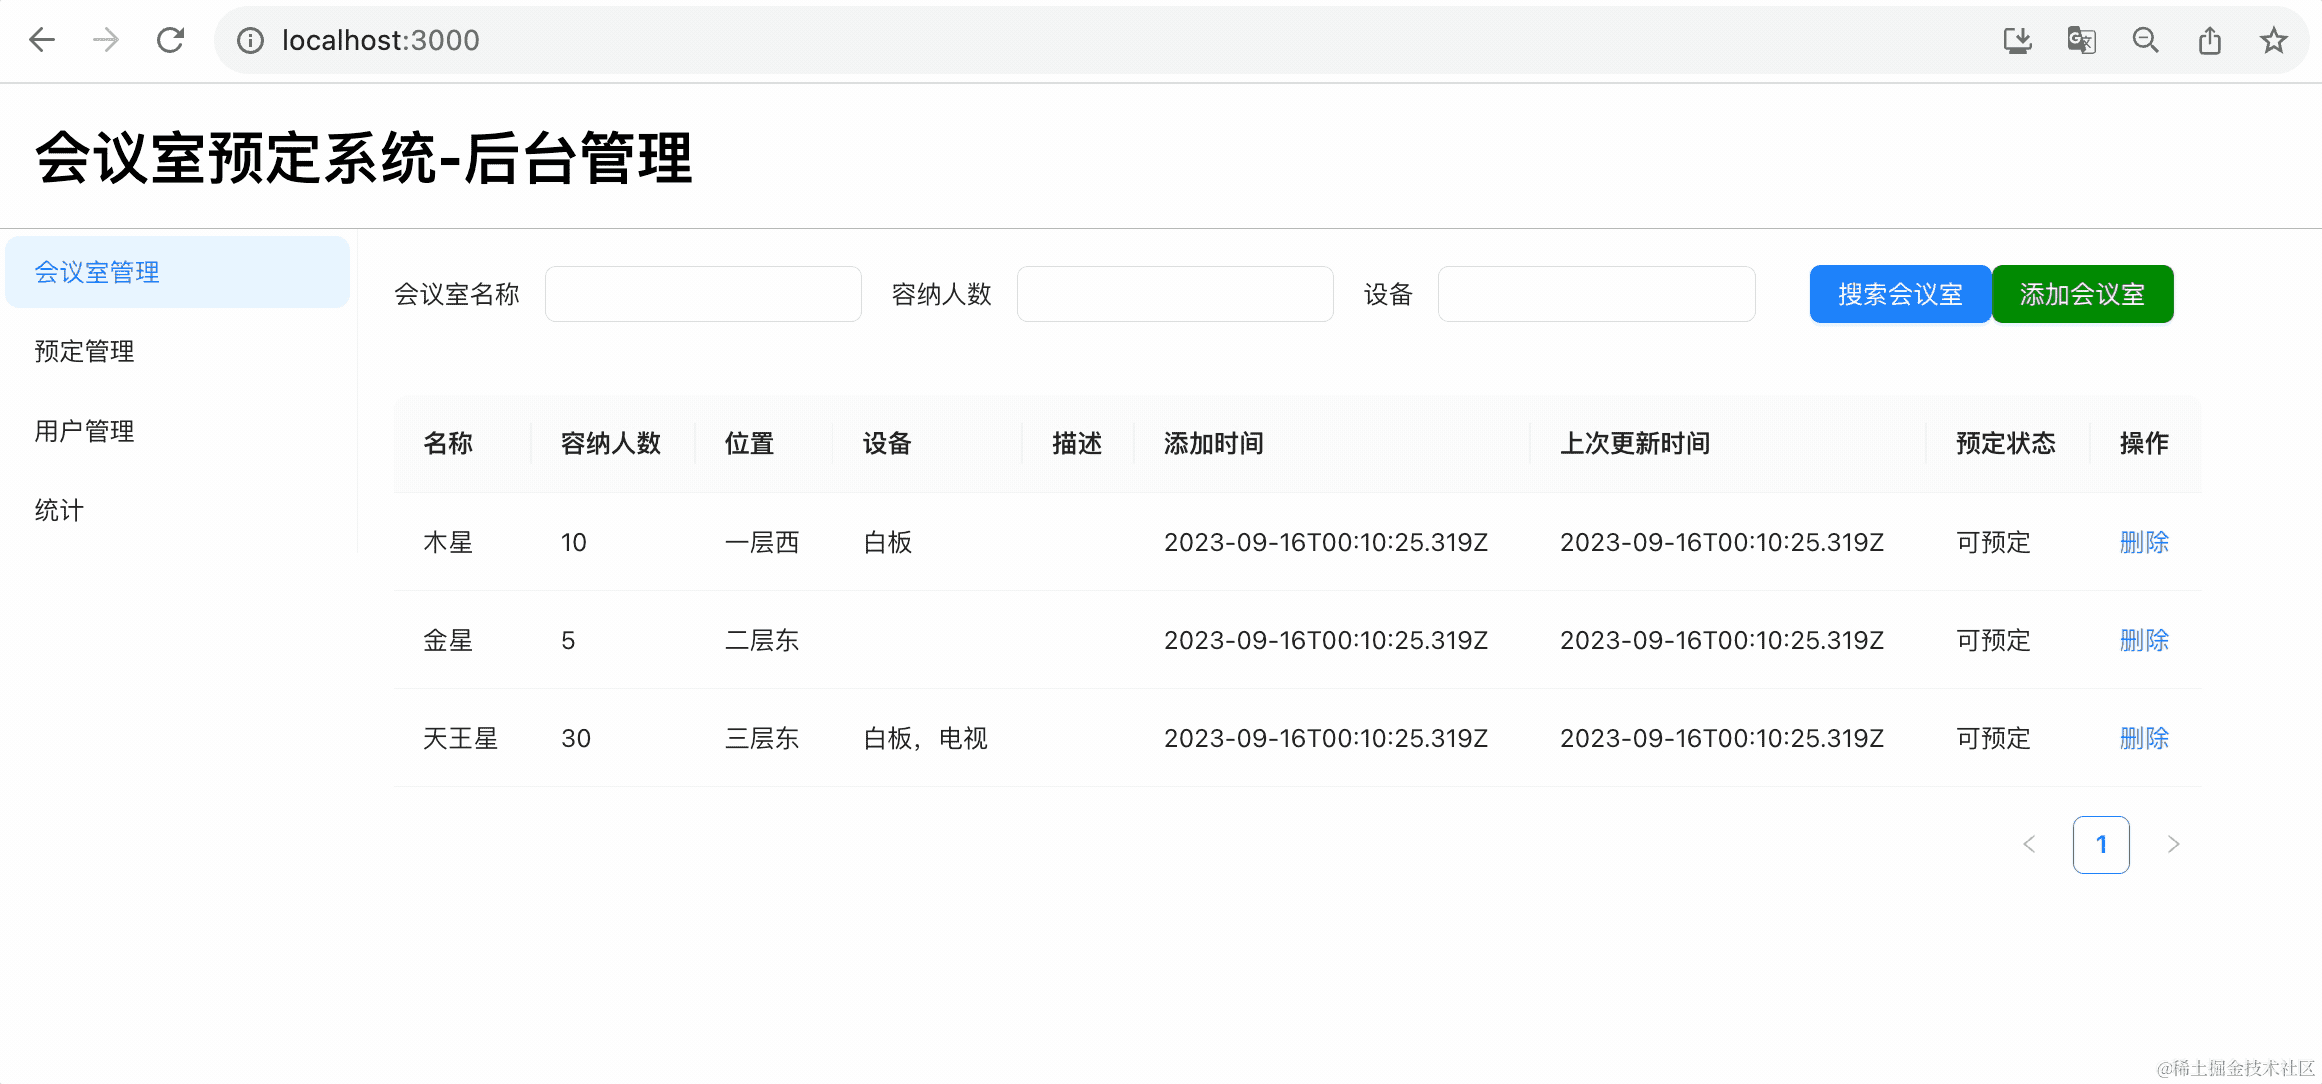 localhost:3000
会议室预定系统-后台管理
会议室管理
预定管理
用户管理
统计
会议室名称 容纳人数 设备 搜索会议室 添加会议室
名称 容纳人数 位置 设备 描述 添加时间 上次更新时间 预定状态 操作
木星 10 一层西 白板 2023-09-16T00:10:25.319Z 2023-09-16T00:10:25.319Z 可预定 删除
金星 5 二层东 2023-09-16T00:10:25.319Z 2023-09-16T00:10:25.319Z 可预定 删除
天王星 30 三层东 白板，电视 2023-09-16T00:10:25.319Z 2023-09-16T00:10:25.319Z 可预定 删除
< 1 >
@稀土掘金技术社区